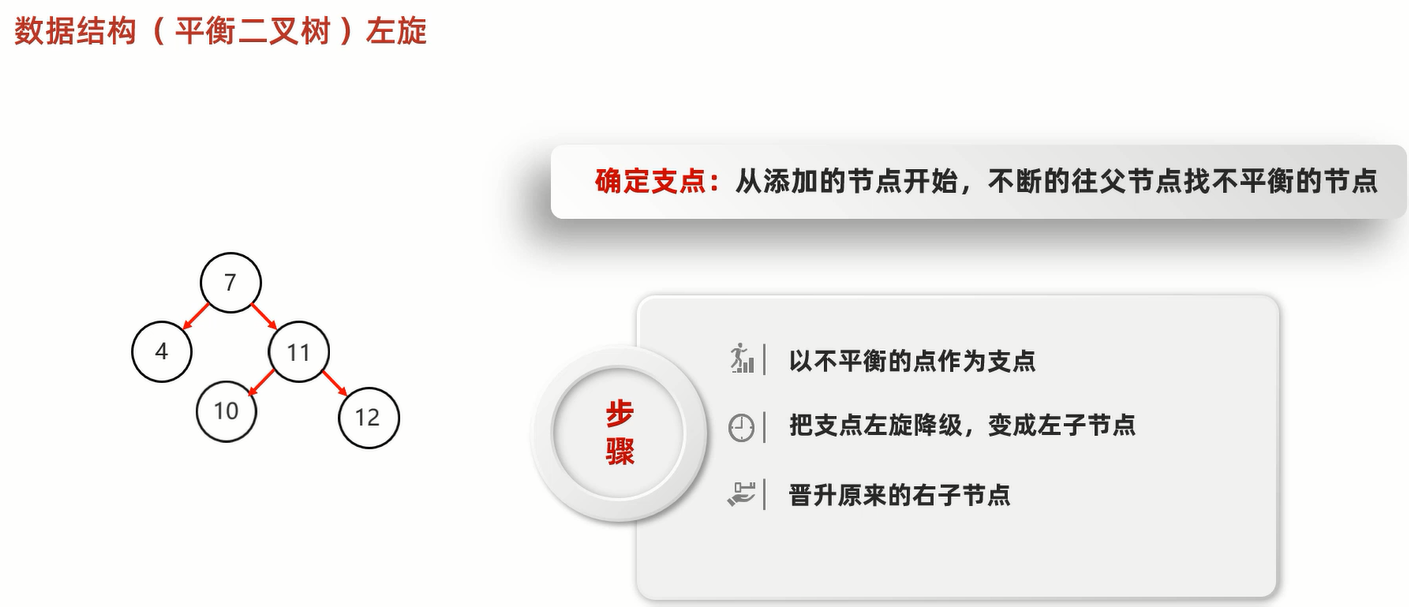 数据结构（平衡二叉树）左旋
确定支点：从添加的节点开始，不断的往父节点找不平衡的节点
7
4
11
10
12
步
骤
以不平衡的点作为支点
把支点左旋降级，变成左子节点
晋升原来的右子节点